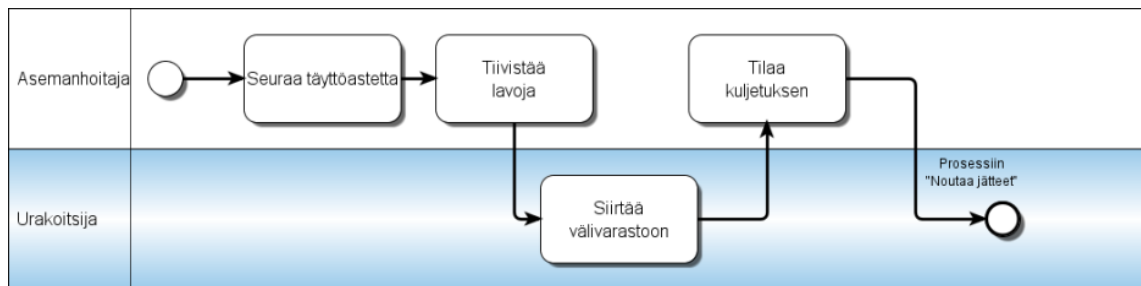 Asemanhoitaja
Seuraa täyttöastetta
Tiivistää
lavoja
Tilaa
kuljetuksen
Prosessiin
"Noutaa jätteet"
Urakoitsija
Siirtää
välivarastoon